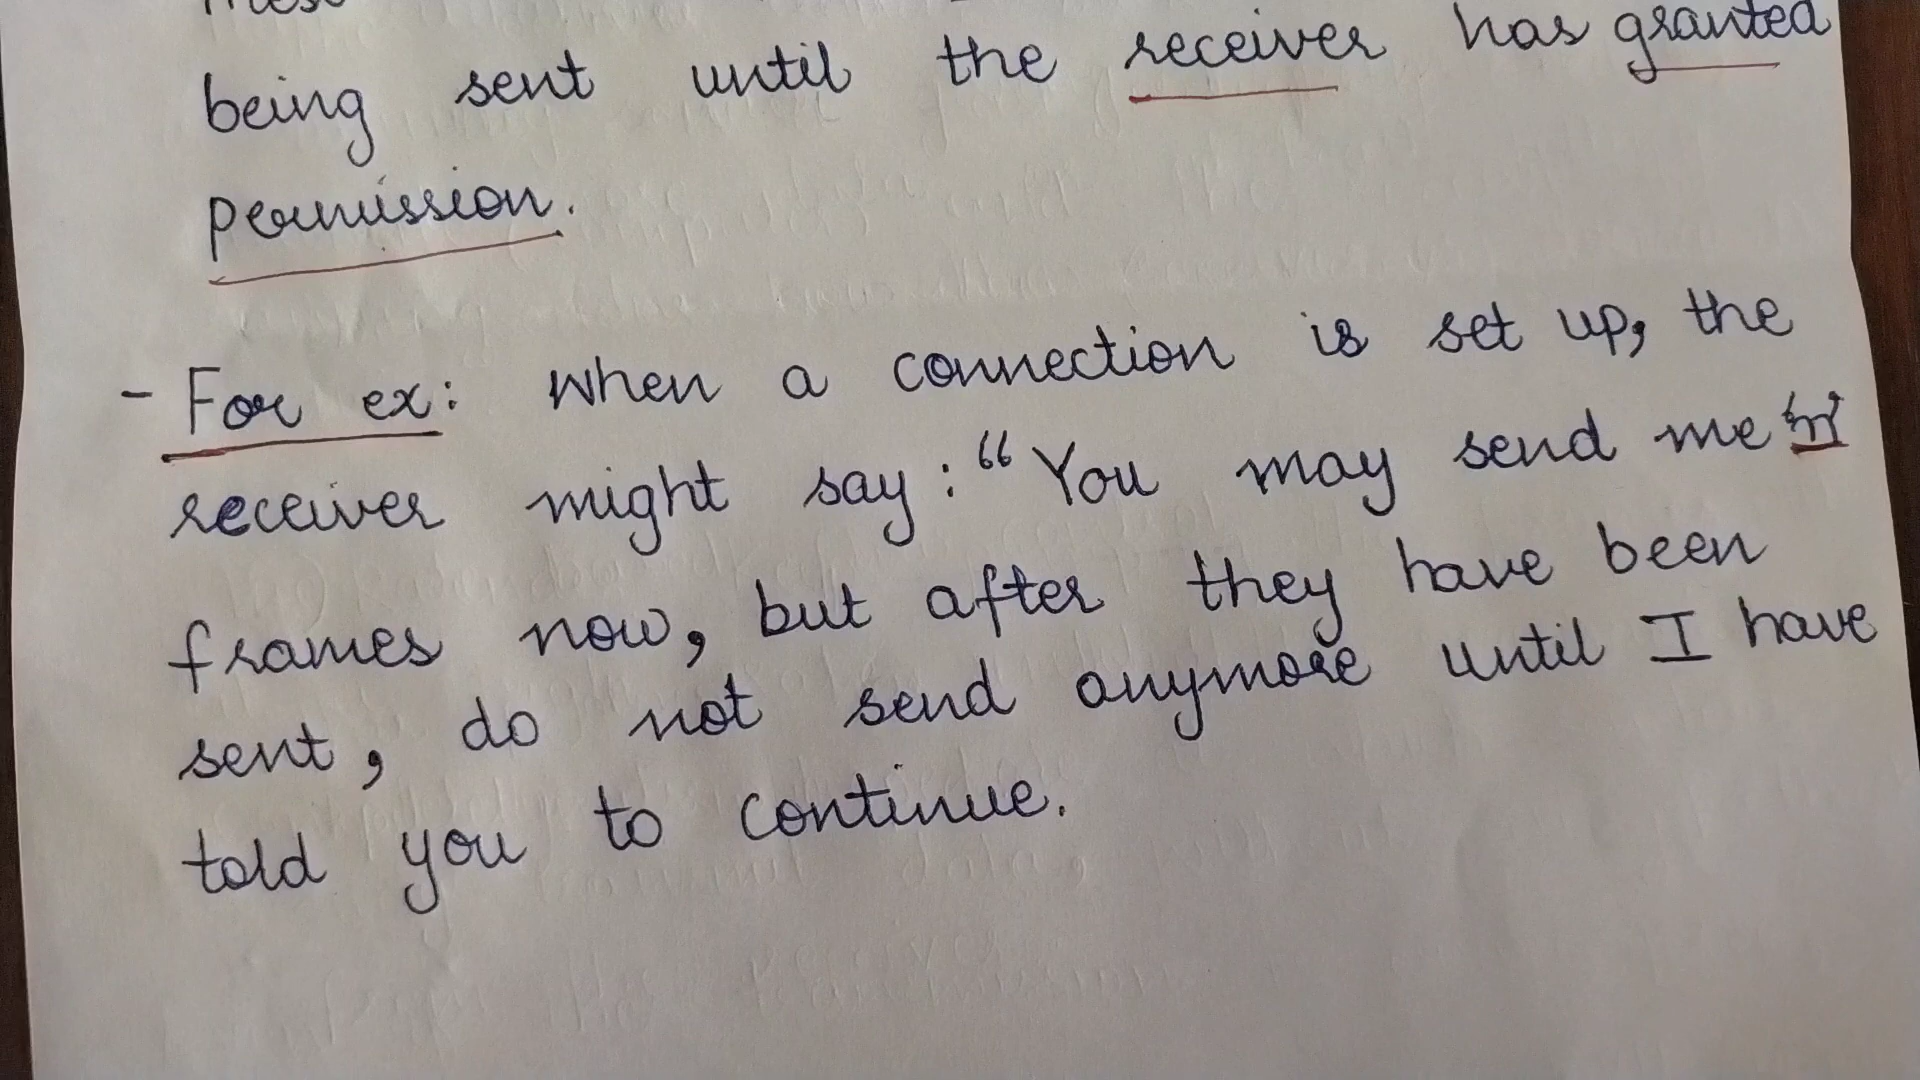 being sent until the receiver has granted
permission.
- For ex: When a connection is set up, the
receiver might say: "You may send me 'n'
frames now, but after they have been
sent, do not send anymore until I have
told you to continue.